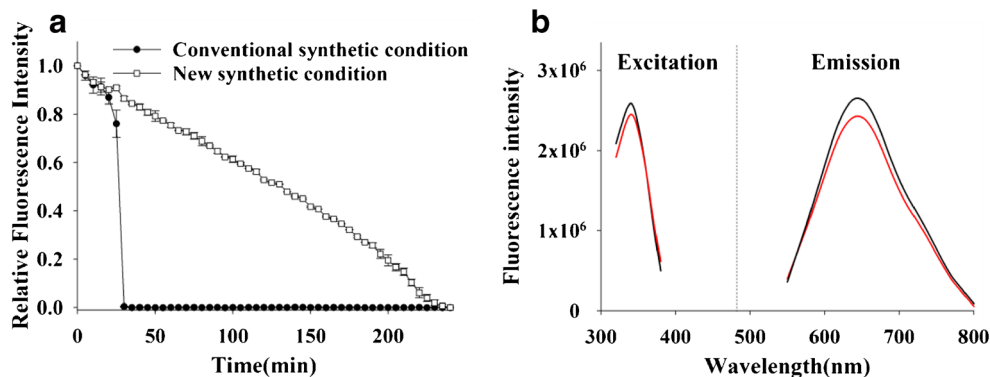 a
Conventional synthetic condition
New synthetic condition
Relative Fluorescence Intensity
1.0
0.8
0.6
0.4
0.2
0.0
0 50 100 150 200
Time(min)
b
Excitation Emission
Fluorescence intensity
3x10⁶
2x10⁶
1x10⁶
0
300 400 500 600 700 800
Wavelength(nm)